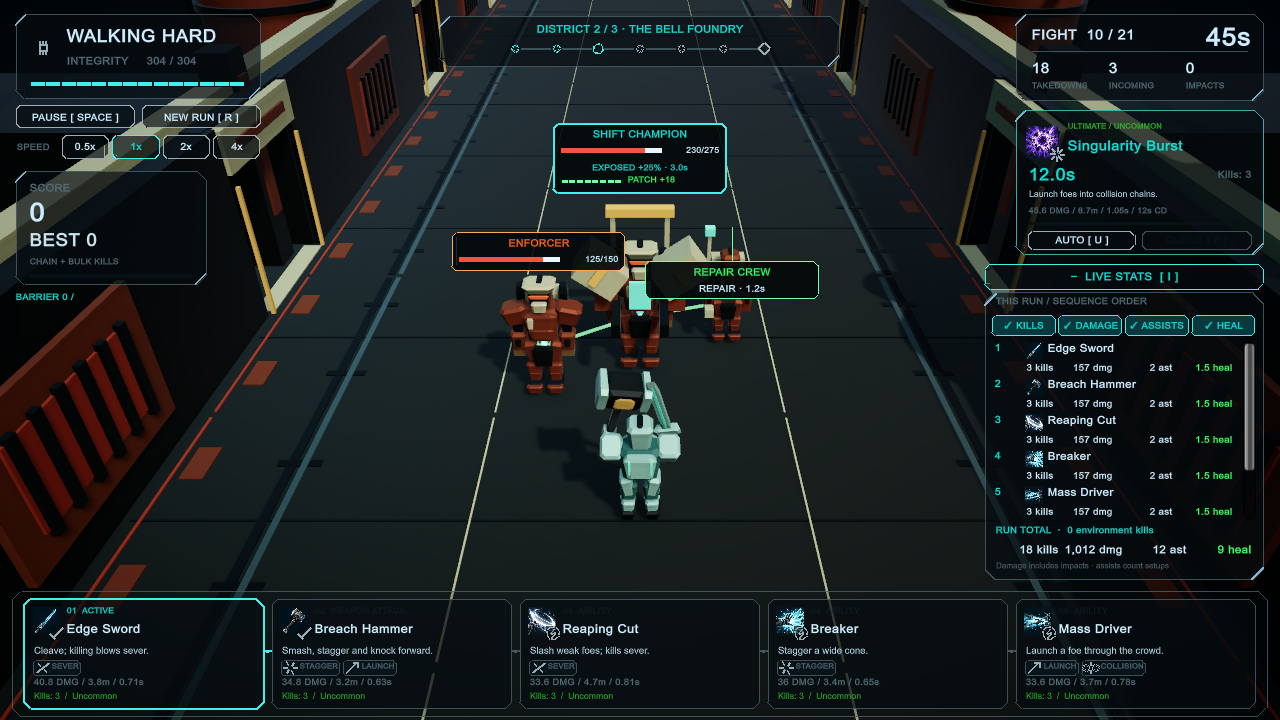 WALKING HARD
INTEGRITY 304 / 304
PAUSE [ SPACE ]
NEW RUN [ R ]
SPEED 0.5x 1x 2x 4x
SCORE
0
BEST 0
CHAIN + BULK KILLS
BARRIER 0 /
DISTRICT 2 / 3 · THE BELL FOUNDRY
SHIFT CHAMPION
230/275
EXPOSED +25% · 3.0s
PATCH +18
ENFORCER
125/150
REPAIR CREW
REPAIR · 1.2s
FIGHT 10 / 21
45s
18 3 0
TAKEDOWNS INCOMING IMPACTS
ULTIMATE / UNCOMMON
Singularity Burst
12.0s
Kills: 3
Launch foes into collision chains.
45.6 DMG / 8.7m / 1.05s / 12s CD
AUTO [ U ]
− LIVE STATS [ I ]
THIS RUN / SEQUENCE ORDER
✓ KILLS ✓ DAMAGE ✓ ASSISTS ✓ HEAL
1 Edge Sword
3 kills 157 dmg 2 ast 1.5 heal
2 Breach Hammer
3 kills 157 dmg 2 ast 1.5 heal
3 Reaping Cut
3 kills 157 dmg 2 ast 1.5 heal
4 Breaker
3 kills 157 dmg 2 ast 1.5 heal
5 Mass Driver
3 kills 157 dmg 2 ast 1.5 heal
RUN TOTAL · 0 environment kills
18 kills 1,012 dmg 12 ast 9 heal
Damage includes impacts · assists count setups
01 ACTIVE
Edge Sword
Cleave; killing blows sever.
SEVER
40.8 DMG / 3.8m / 0.71s
Kills: 3 / Uncommon
02 WEAPON ATTACK
Breach Hammer
Smash, stagger and knock forward.
STAGGER LAUNCH
34.8 DMG / 3.2m / 0.63s
Kills: 3 / Uncommon
ABILITY
Reaping Cut
Slash weak foes; kills sever.
SEVER
33.6 DMG / 4.7m / 0.81s
Kills: 3 / Uncommon
ABILITY
Breaker
Stagger a wide cone.
STAGGER
36 DMG / 3.4m / 0.65s
Kills: 3 / Uncommon
ABILITY
Mass Driver
Launch a foe through the crowd.
LAUNCH COLLISION
33.6 DMG / 3.7m / 0.78s
Kills: 3 / Uncommon